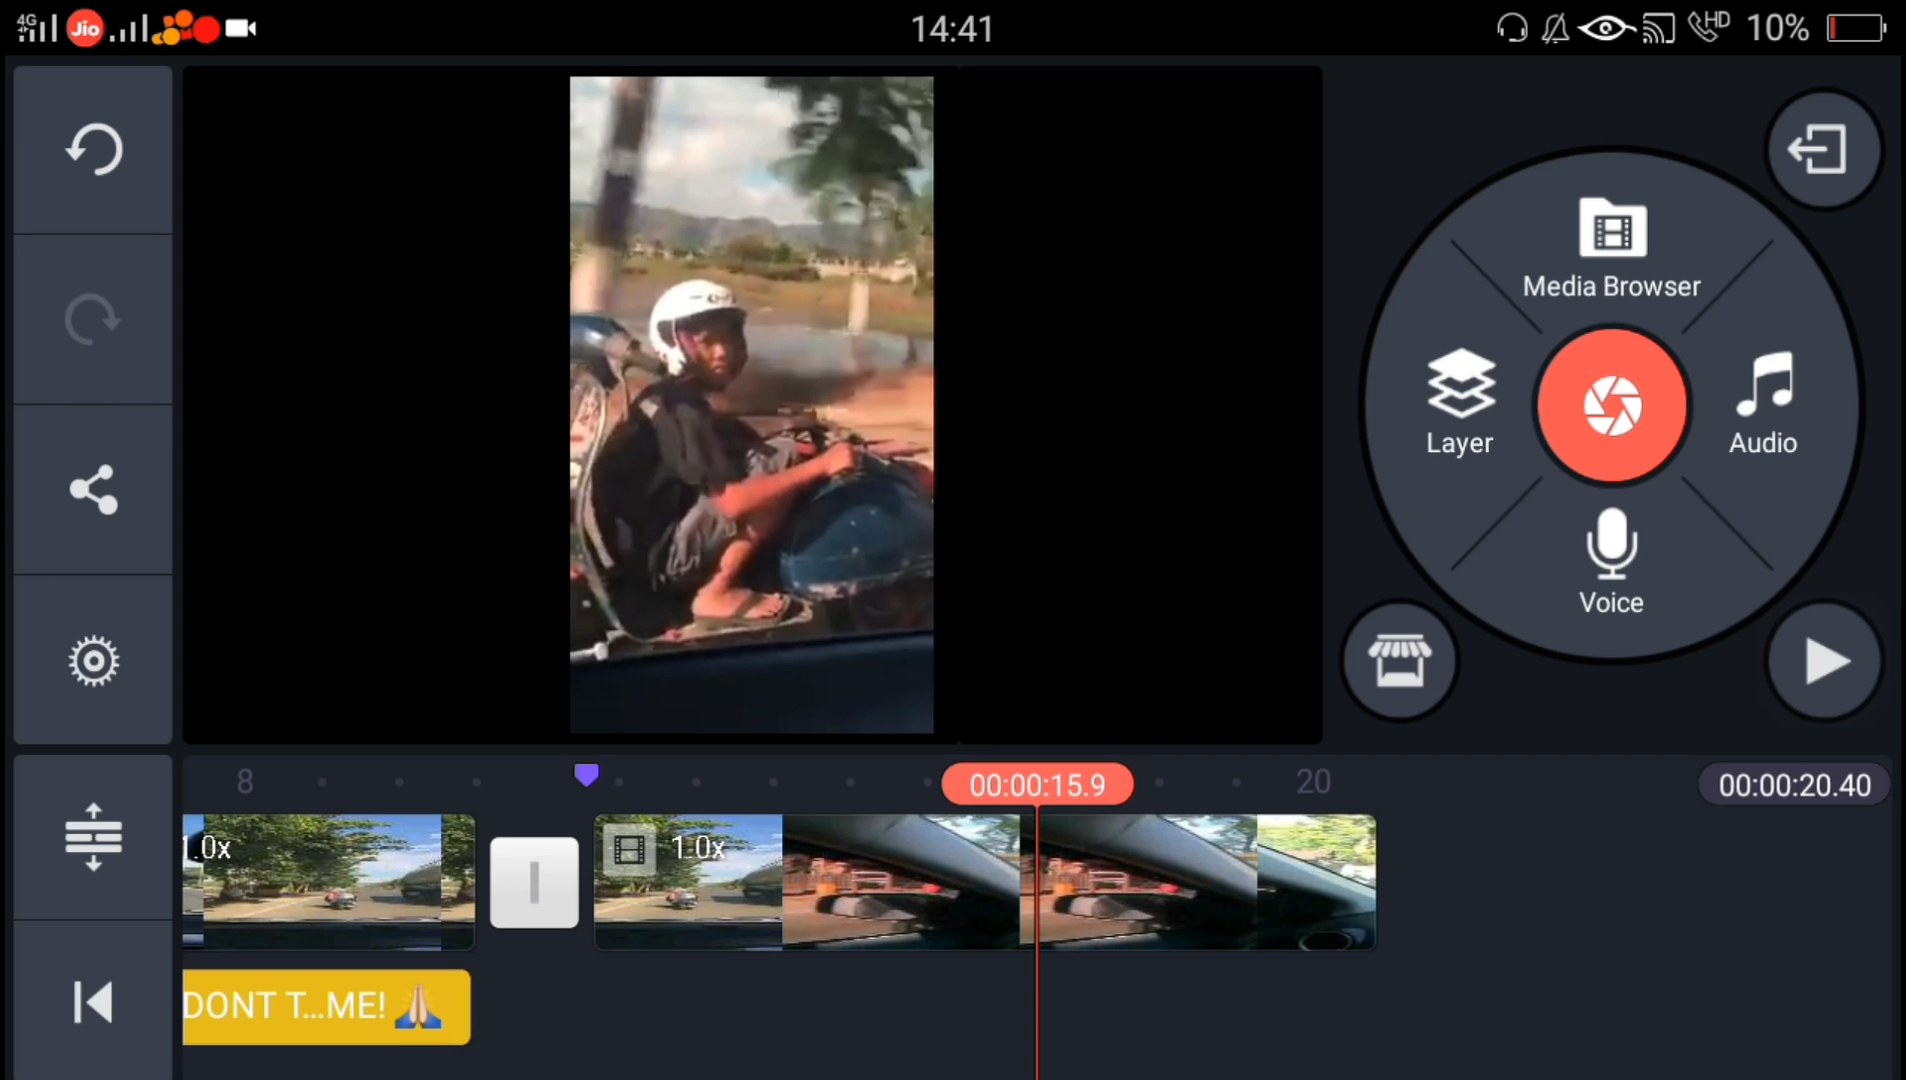 4G Jio 14:41 HD 10%
Media Browser
Layer
Audio
Voice
8 00:00:15.9 20 00:00:20.40
1.0x 1.0x
DONT T...ME! 🙏